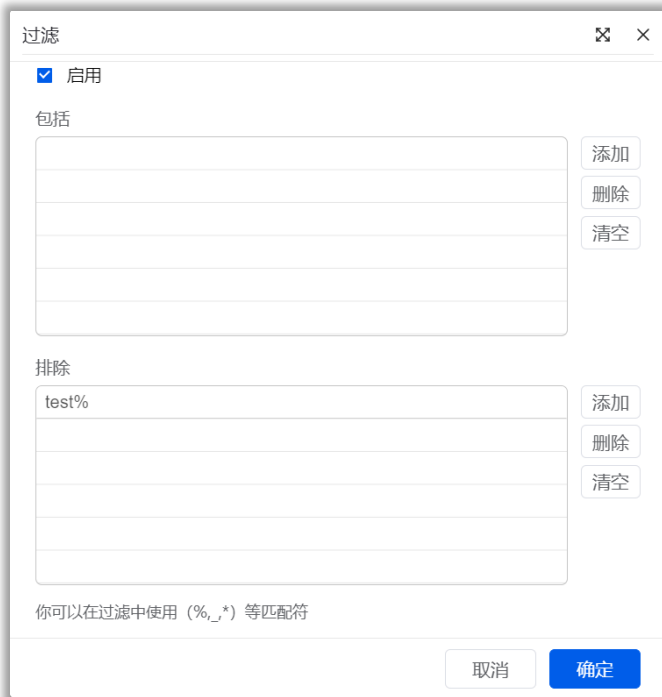 过滤
启用
包括
添加
删除
清空
排除
test%
添加
删除
清空
你可以在过滤中使用（%,_,*）等匹配符
取消
确定